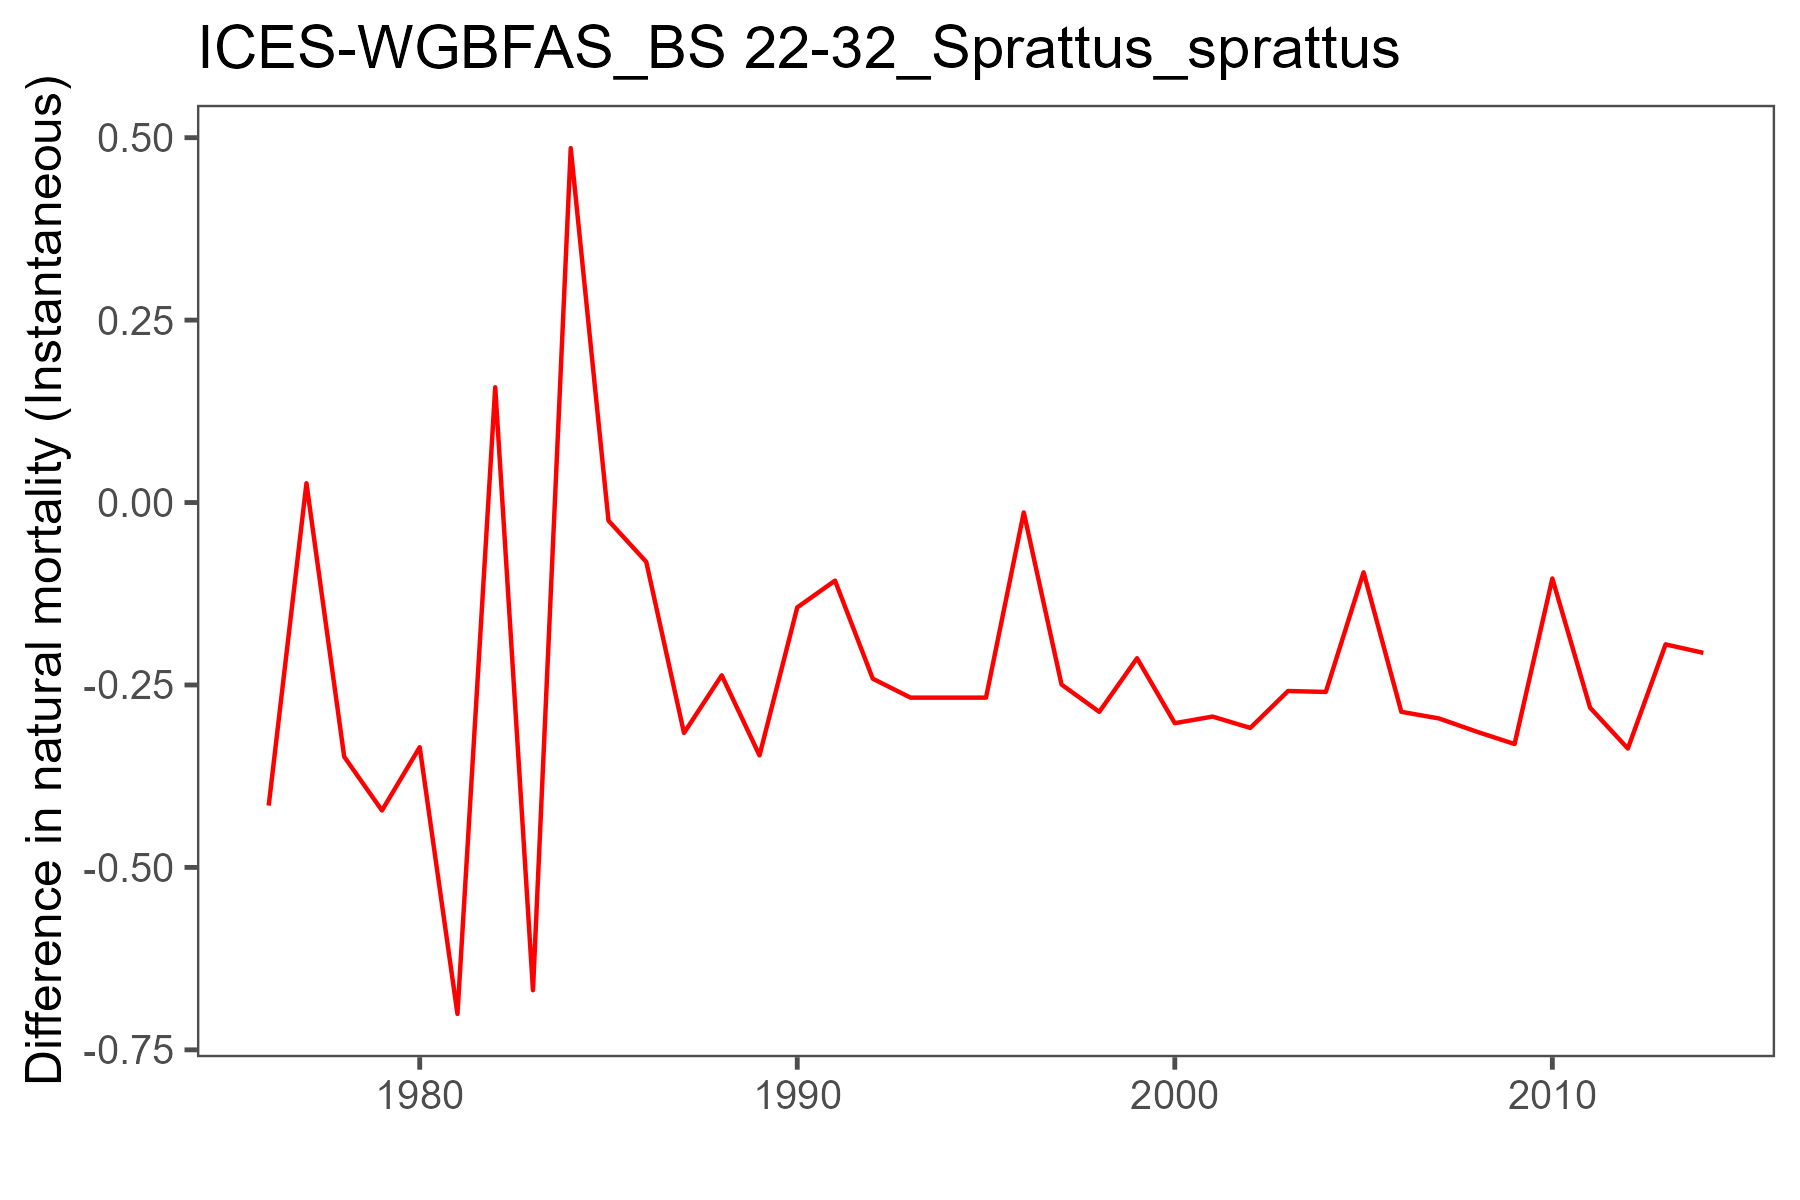 ICES-WGBFAS_BS 22-32_Sprattus_sprattus
Difference in natural mortality (Instantaneous)
0.50
0.25
0.00
-0.25
-0.50
-0.75
1980 1990 2000 2010